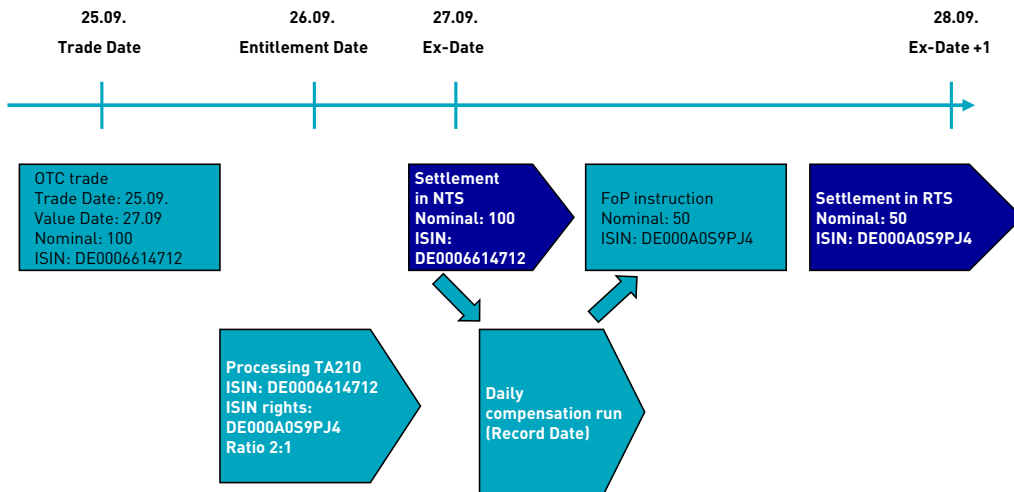 25.09.
Trade Date
26.09.
Entitlement Date
27.09.
Ex-Date
28.09.
Ex-Date +1
OTC trade
Trade Date: 25.09.
Value Date: 27.09
Nominal: 100
ISIN: DE0006614712
Settlement
in NTS
Nominal: 100
ISIN:
DE0006614712
FoP instruction
Nominal: 50
ISIN: DE000A0S9PJ4
Settlement in RTS
Nominal: 50
ISIN: DE000A0S9PJ4
Processing TA210
ISIN: DE0006614712
ISIN rights:
DE000A0S9PJ4
Ratio 2:1
Daily
compensation run
(Record Date)